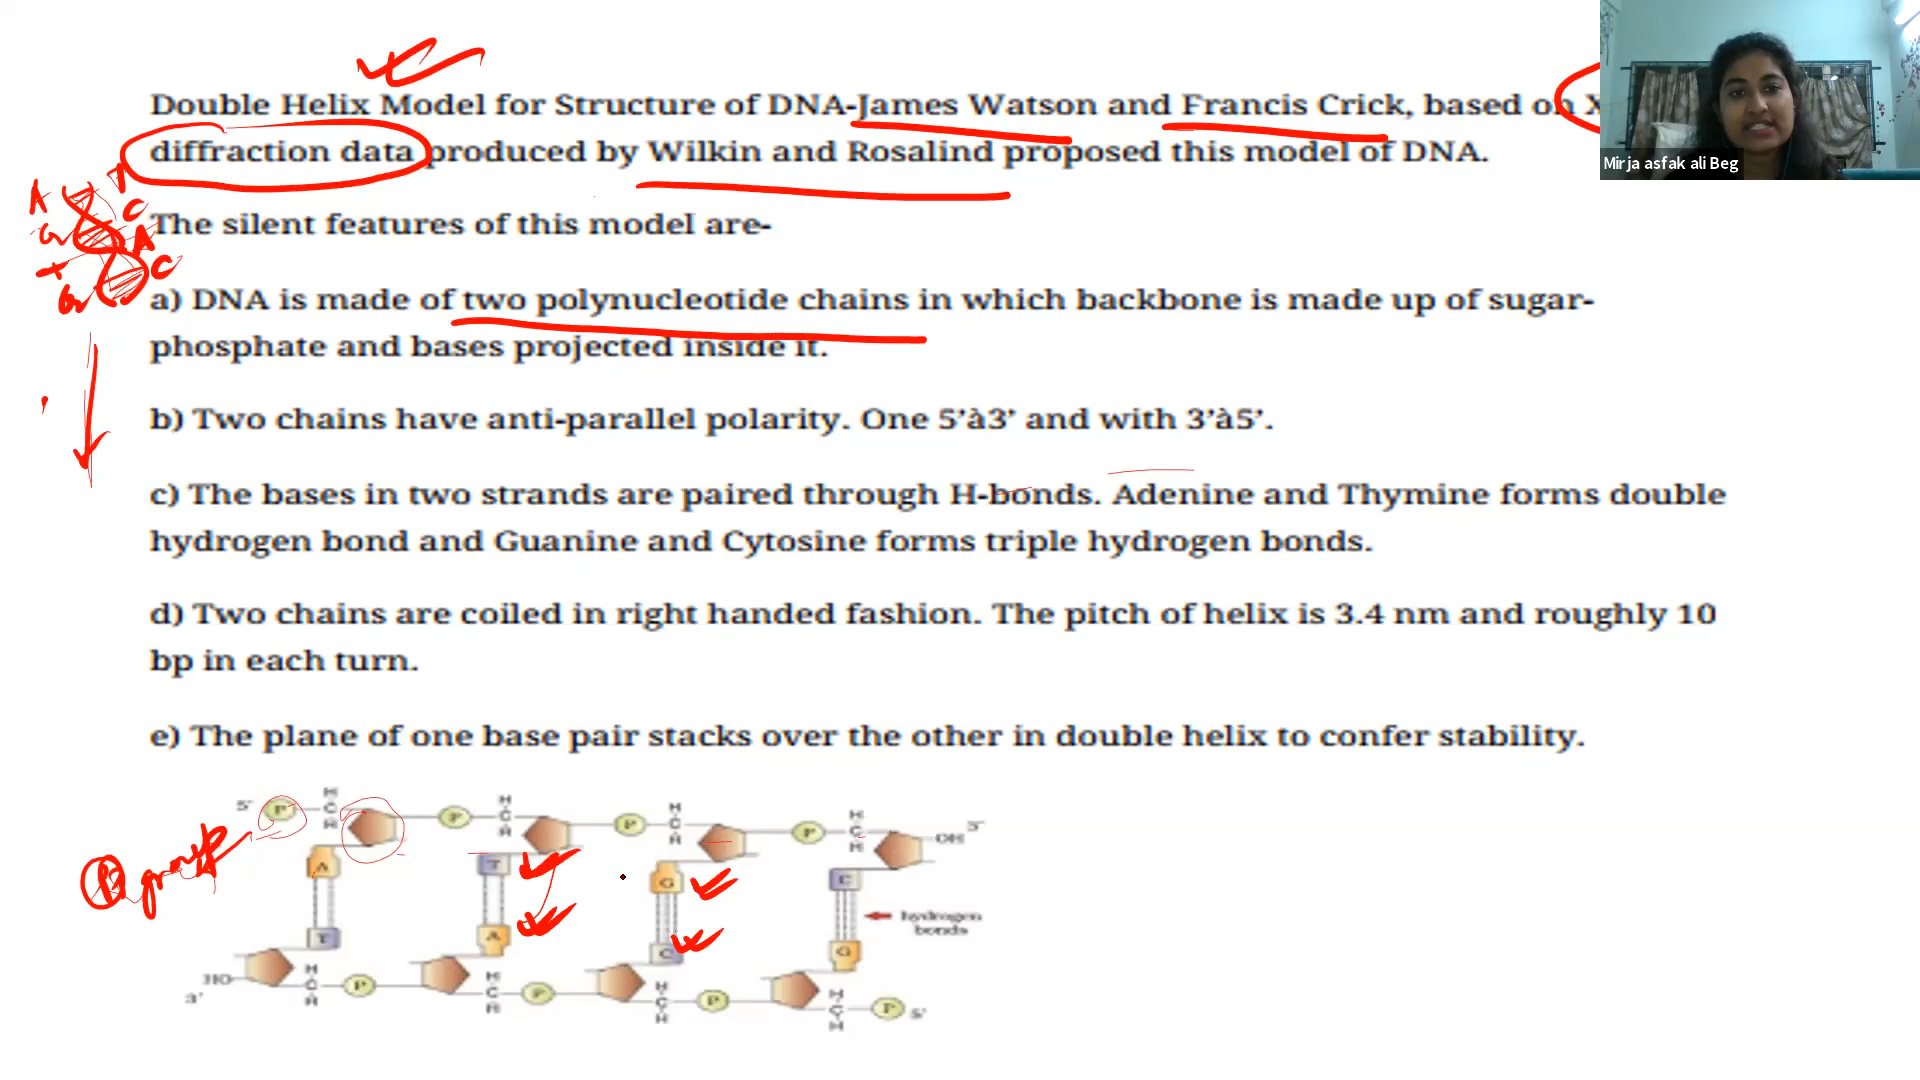 Double Helix Model for Structure of DNA-James Watson and Francis Crick, based on X
diffraction data produced by Wilkin and Rosalind proposed this model of DNA.
The silent features of this model are-
a) DNA is made of two polynucleotide chains in which backbone is made up of sugar-
phosphate and bases projected inside it.
b) Two chains have anti-parallel polarity. One 5’à3’ and with 3’à5’.
c) The bases in two strands are paired through H-bonds. Adenine and Thymine forms double
hydrogen bond and Guanine and Cytosine forms triple hydrogen bonds.
d) Two chains are coiled in right handed fashion. The pitch of helix is 3.4 nm and roughly 10
bp in each turn.
e) The plane of one base pair stacks over the other in double helix to confer stability.
Mirja asfak ali Beg
A
C
A
C
5' P H C H P H C H P H C H P H C H OH
P group
A T G C
hydrogen
bonds
T A C G
HO H C H P H C H P H C H P H C H P 5'
3'